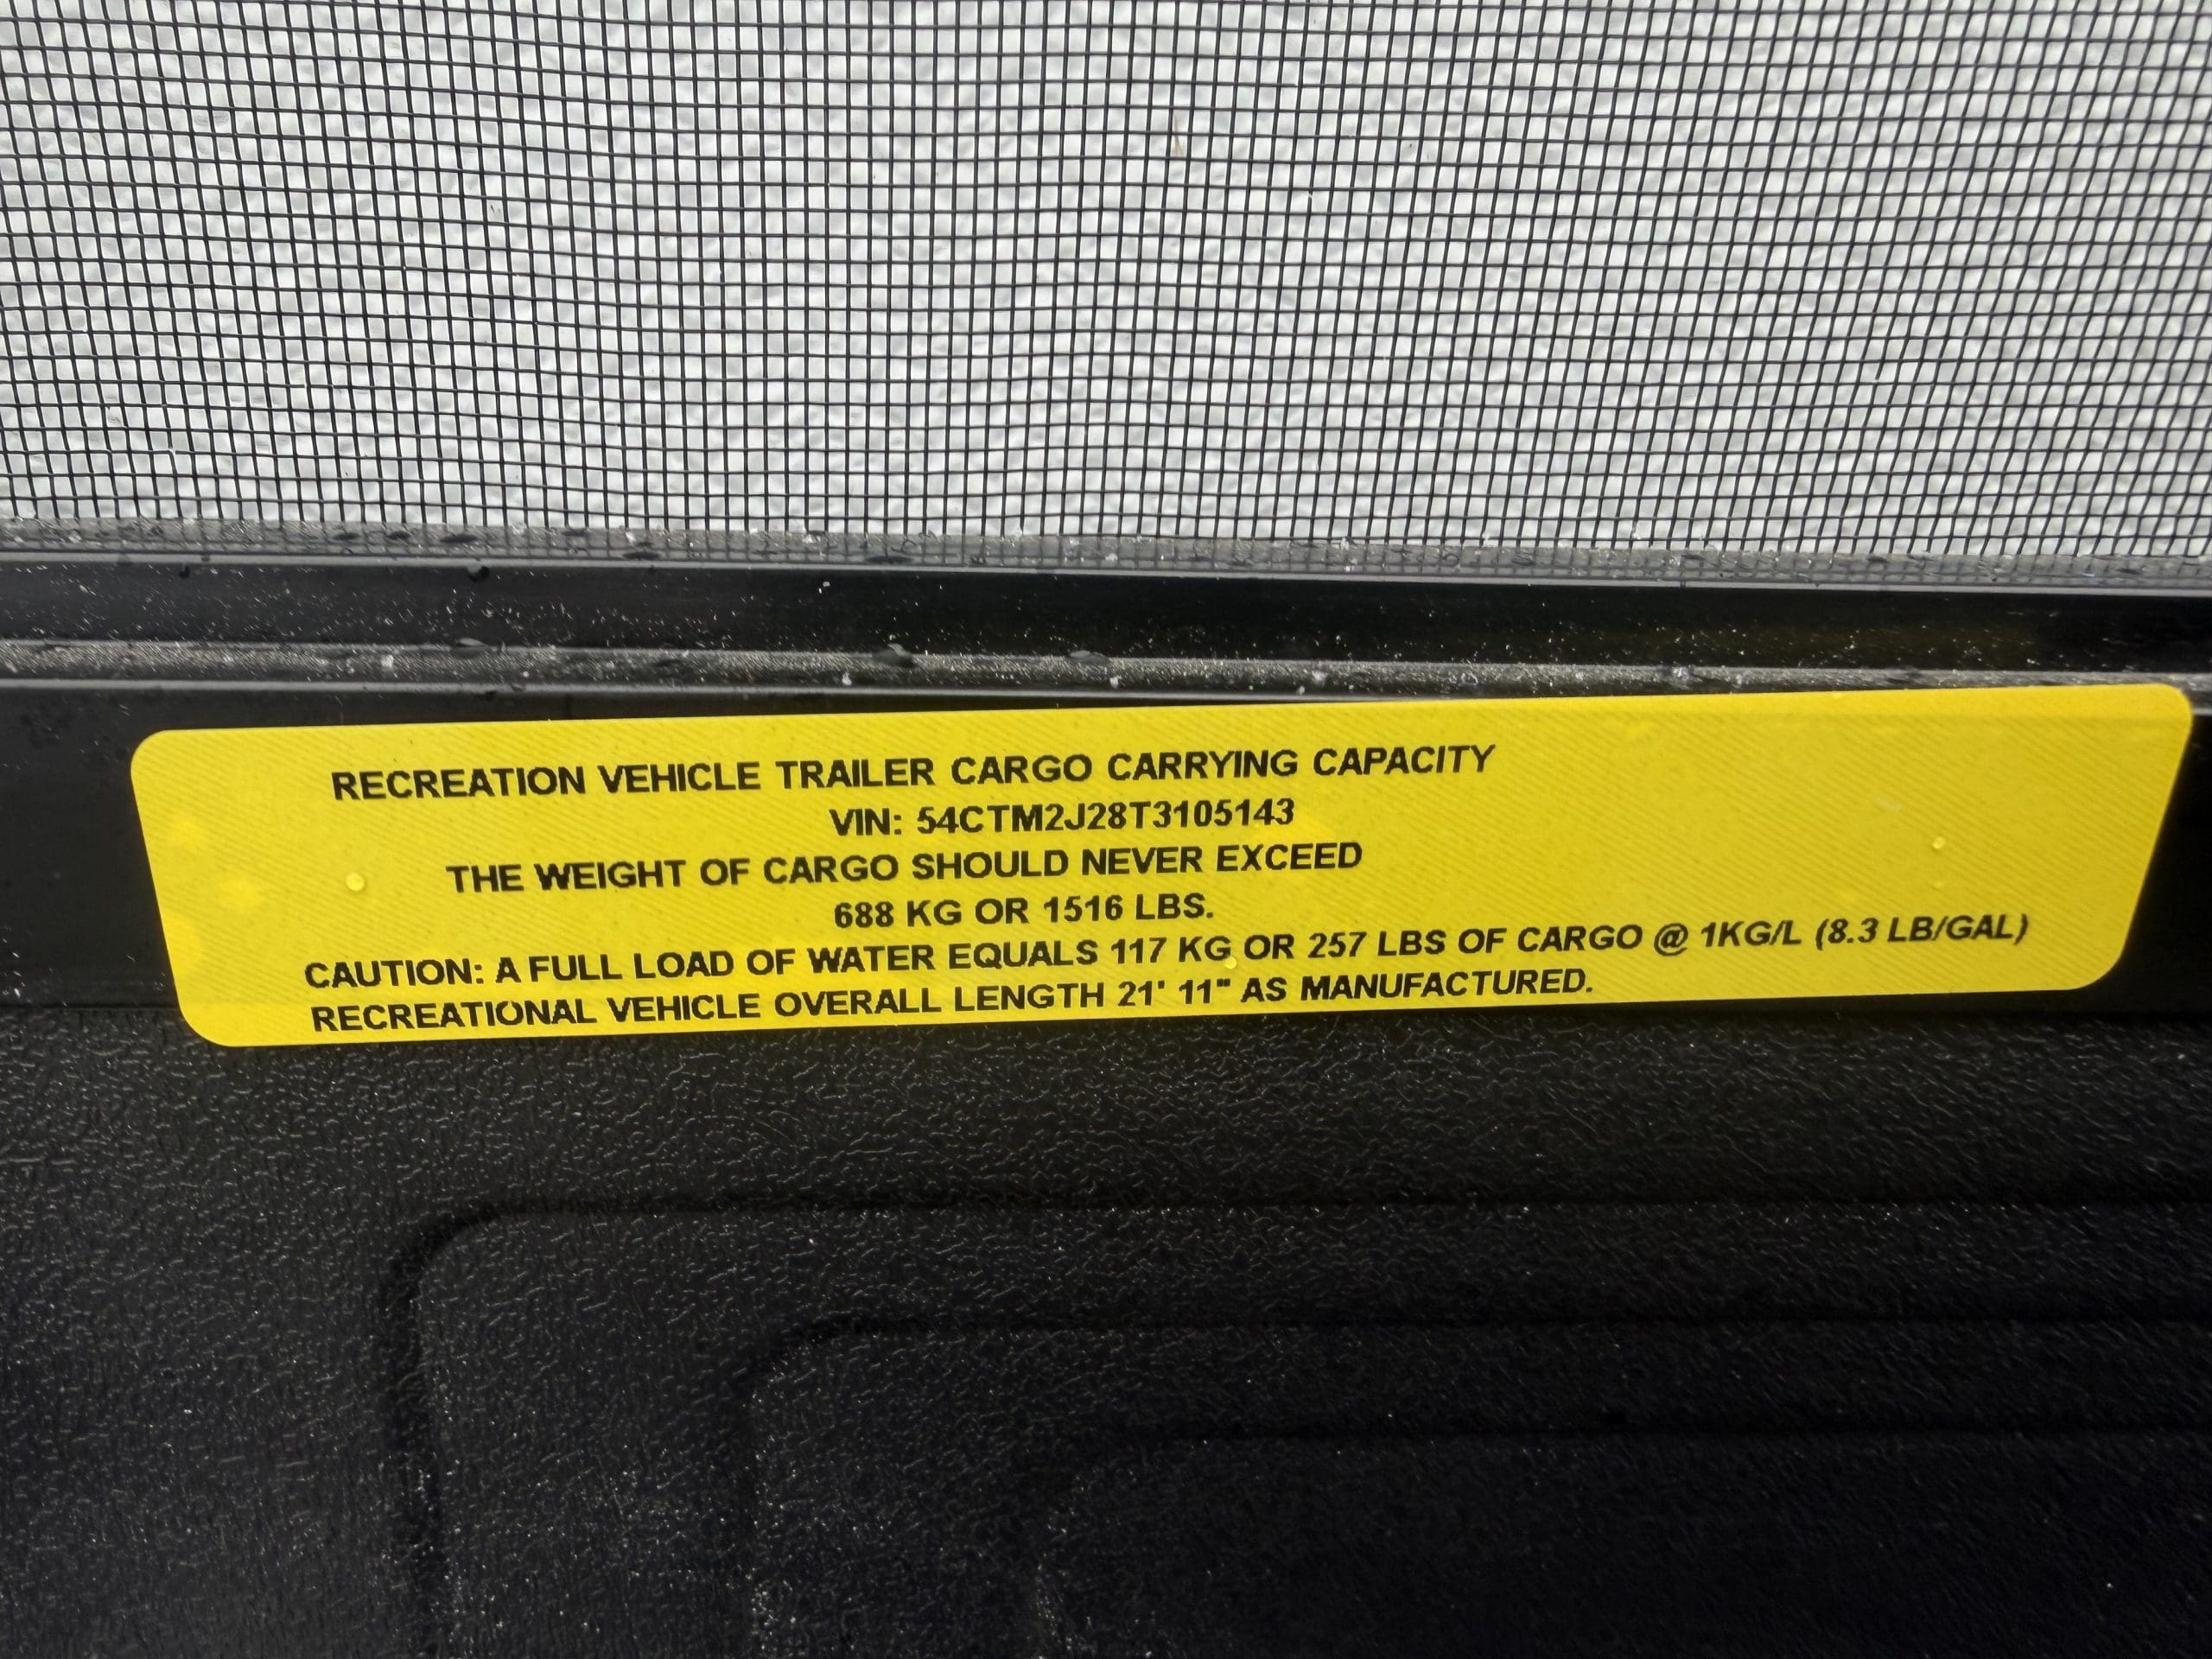 RECREATION VEHICLE TRAILER CARGO CARRYING CAPACITY
VIN: 54CTM2J28T3105143
THE WEIGHT OF CARGO SHOULD NEVER EXCEED
688 KG OR 1516 LBS.
CAUTION: A FULL LOAD OF WATER EQUALS 117 KG OR 257 LBS OF CARGO @ 1KG/L (8.3 LB/GAL)
RECREATIONAL VEHICLE OVERALL LENGTH 21' 11" AS MANUFACTURED.